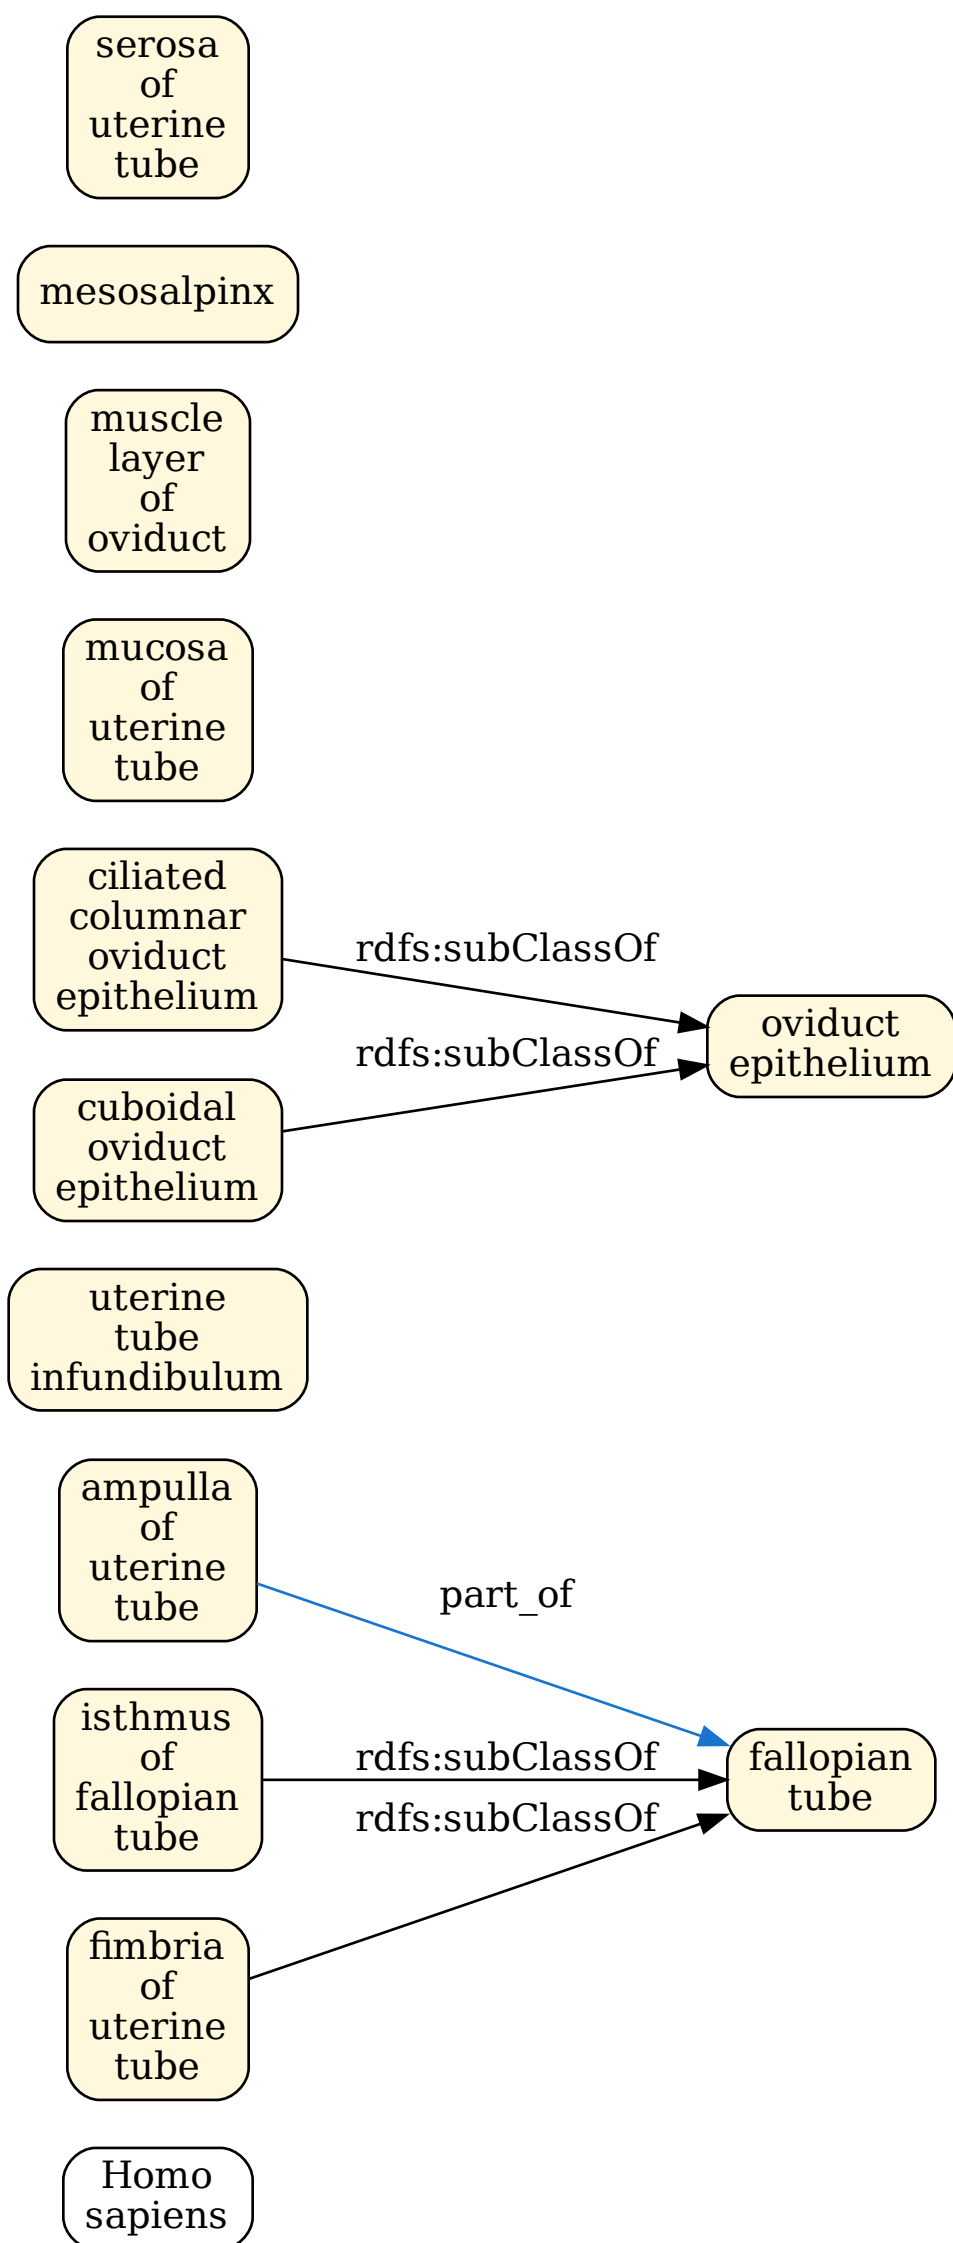 serosa
of
uterine
tube
mesosalpinx
muscle
layer
of
oviduct
mucosa
of
uterine
tube
ciliated
columnar
oviduct
epithelium
rdfs:subClassOf
oviduct
epithelium
rdfs:subClassOf
cuboidal
oviduct
epithelium
uterine
tube
infundibulum
ampulla
of
uterine
tube
part_of
isthmus
of
fallopian
tube
rdfs:subClassOf
fallopian
tube
rdfs:subClassOf
fimbria
of
uterine
tube
Homo
sapiens